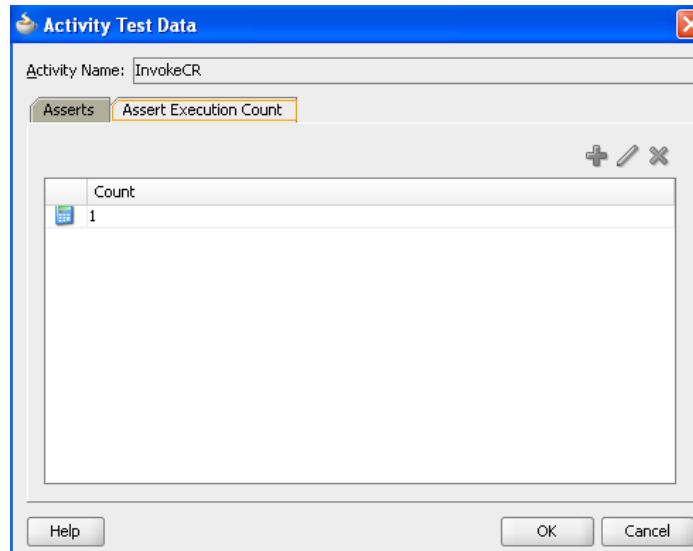 Activity Test Data
Activity Name: InvokeCR
Asserts Assert Execution Count
Count
1
Help OK Cancel